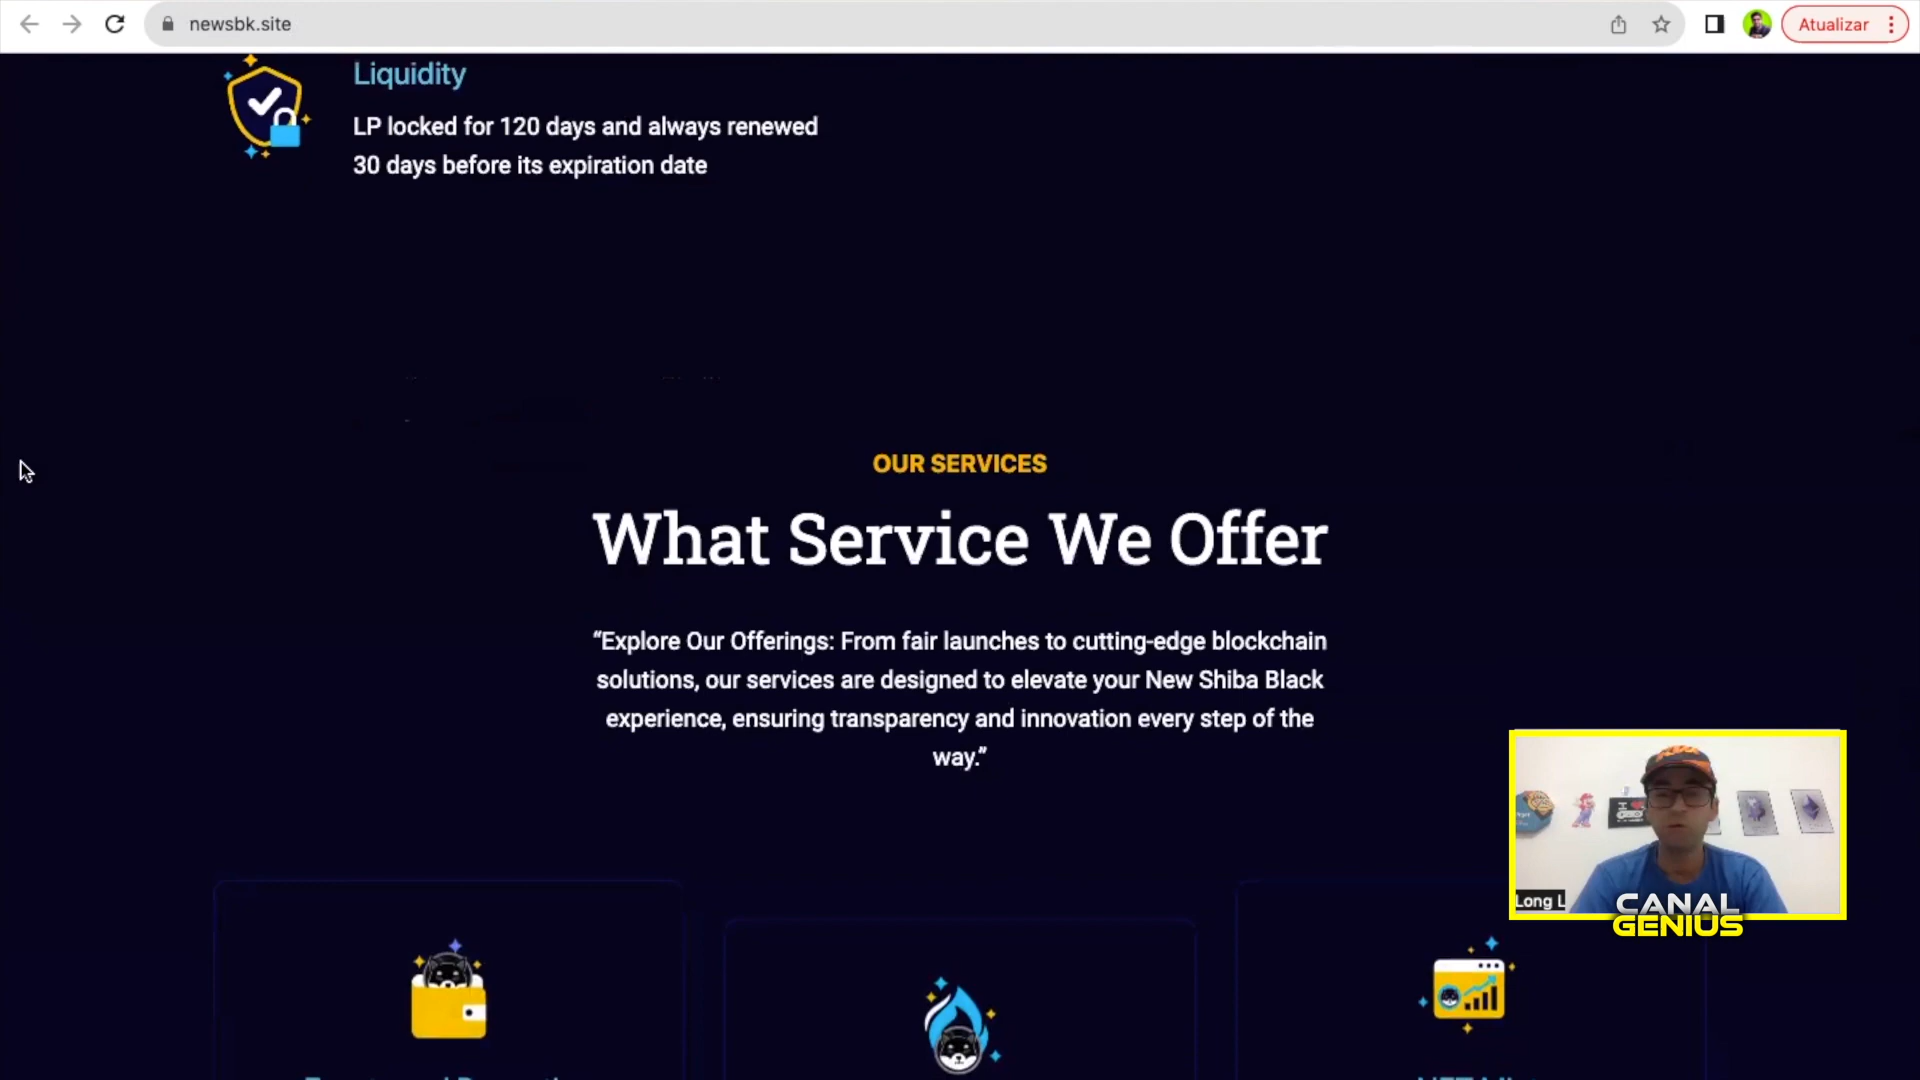 newsbk.site
Atualizar
Liquidity
LP locked for 120 days and always renewed
30 days before its expiration date
OUR SERVICES
What Service We Offer
“Explore Our Offerings: From fair launches to cutting-edge blockchain
solutions, our services are designed to elevate your New Shiba Black
experience, ensuring transparency and innovation every step of the
way.”
Long L
CANAL
GENIUS